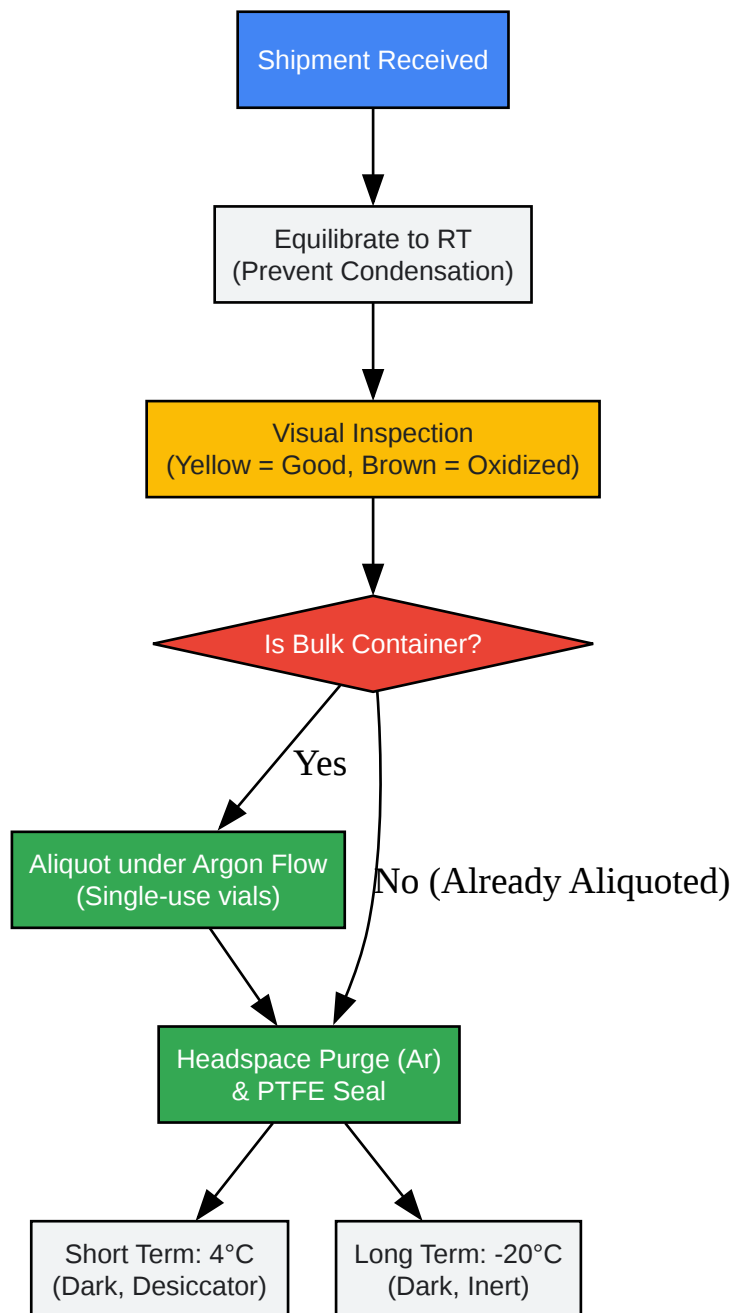 Shipment Received
Equilibrate to RT
(Prevent Condensation)
Visual Inspection
(Yellow = Good, Brown = Oxidized)
Is Bulk Container?
Yes
Aliquot under Argon Flow
(Single-use vials)
No (Already Aliquoted)
Headspace Purge (Ar)
& PTFE Seal
Short Term: 4°C
(Dark, Desiccator)
Long Term: -20°C
(Dark, Inert)